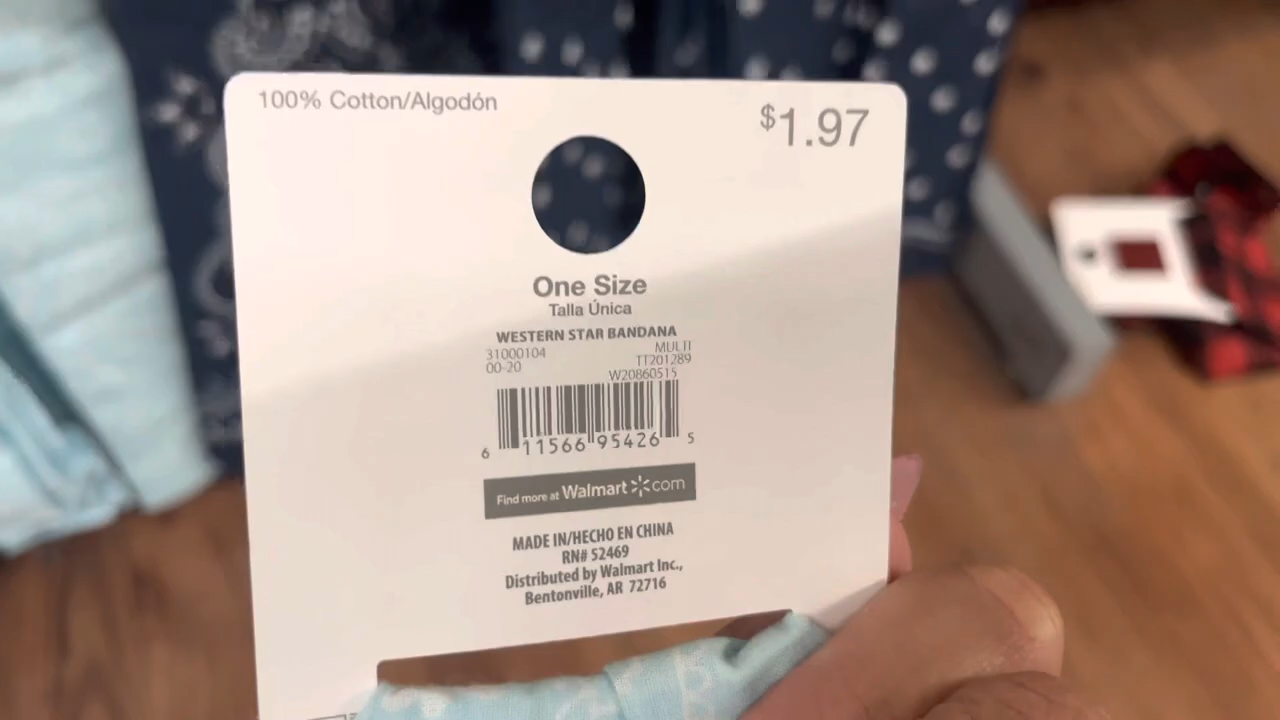 100% Cotton/Algodón
$1.97
One Size
Talla Única
WESTERN STAR BANDANA
31000104 MULTI
00-20 TT201289
W20860515
6 11566 95426 5
Find more at Walmart com
MADE IN/HECHO EN CHINA
RN# 52469
Distributed by Walmart Inc.,
Bentonville, AR 72716